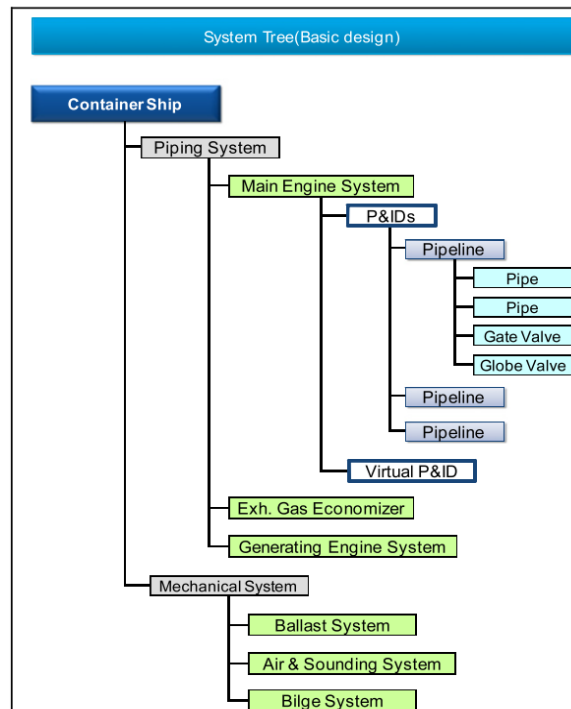 System Tree(Basic design)
Container Ship
Piping System
Main Engine System
P&IDs
Pipeline
Pipe
Pipe
Gate Valve
Globe Valve
Pipeline
Pipeline
Virtual P&ID
Exh. Gas Economizer
Generating Engine System
Mechanical System
Ballast System
Air & Sounding System
Bilge System